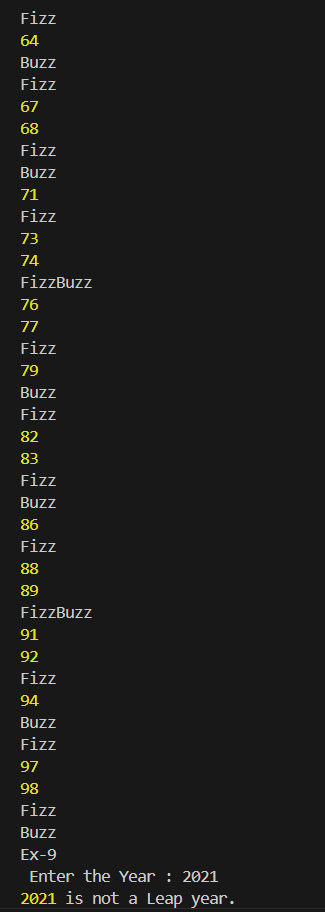 Fizz
64
Buzz
Fizz
67
68
Fizz
Buzz
71
Fizz
73
74
FizzBuzz
76
77
Fizz
79
Buzz
Fizz
82
83
Fizz
Buzz
86
Fizz
88
89
FizzBuzz
91
92
Fizz
94
Buzz
Fizz
97
98
Fizz
Buzz
Ex-9
Enter the Year : 2021
2021 is not a Leap year.